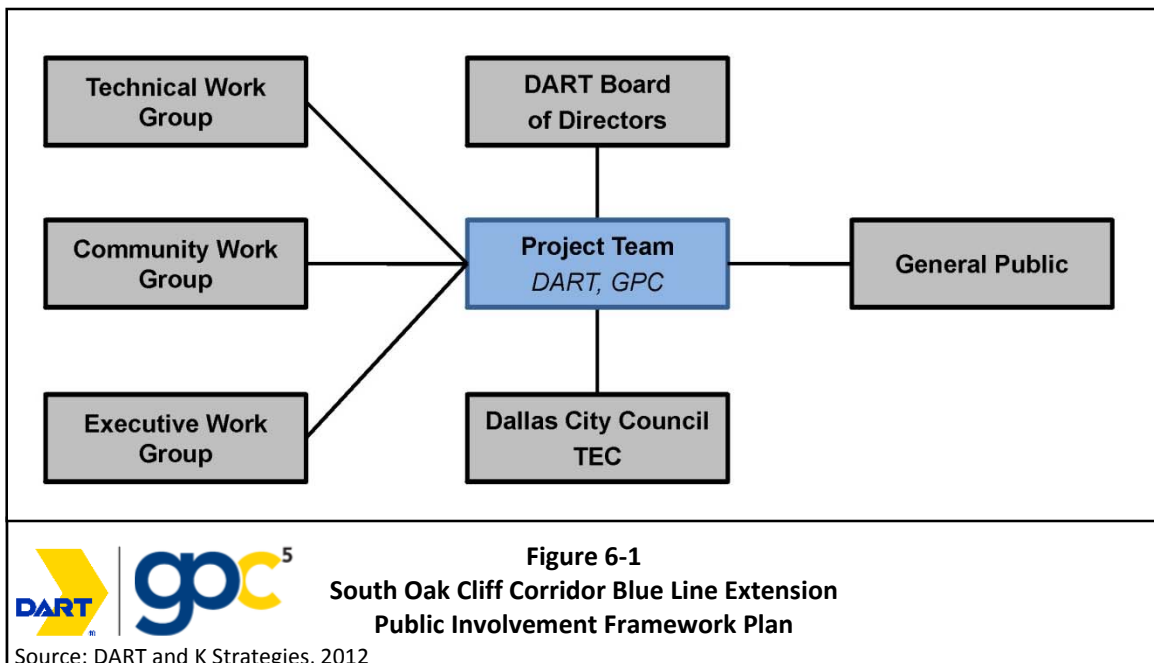 Technical Work
Group
DART Board
of Directors
Community Work
Group
Project Team
DART, GPC
General Public
Executive Work
Group
Dallas City Council
TEC
DART
gpc5
Figure 6-1
South Oak Cliff Corridor Blue Line Extension
Public Involvement Framework Plan
Source: DART and K Strategies, 2012